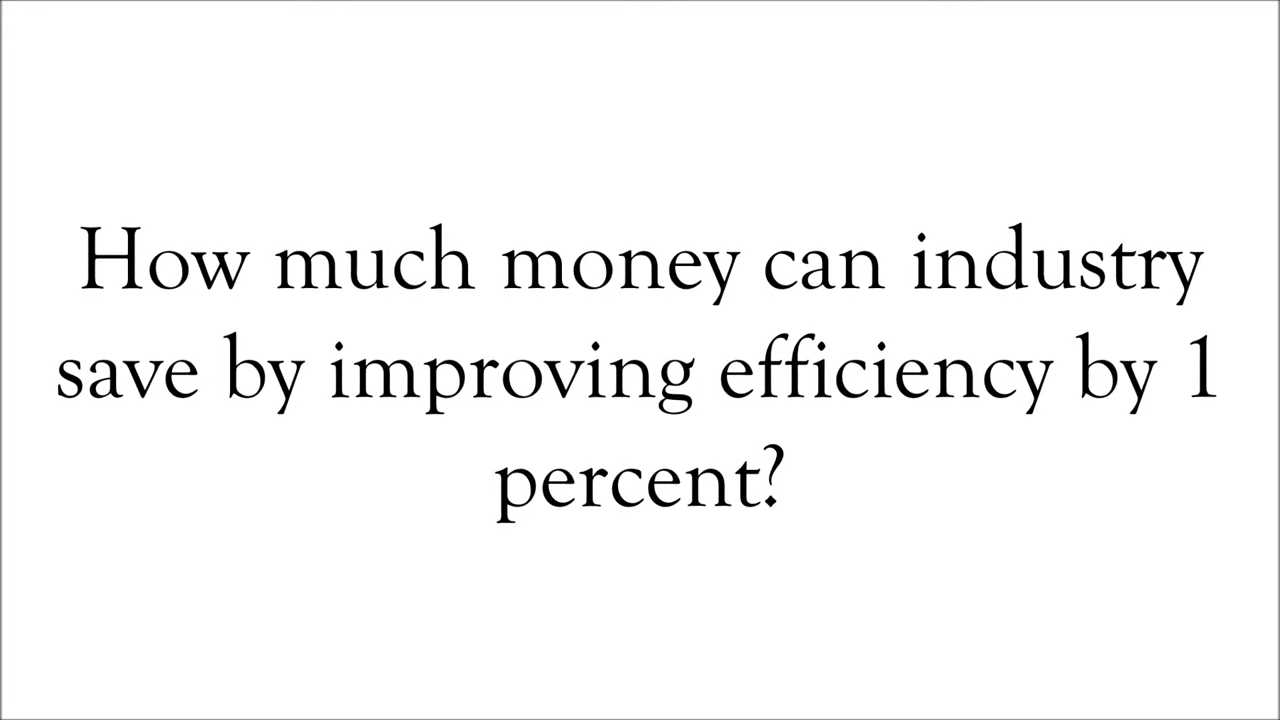 How much money can industry
save by improving efficiency by 1
percent?